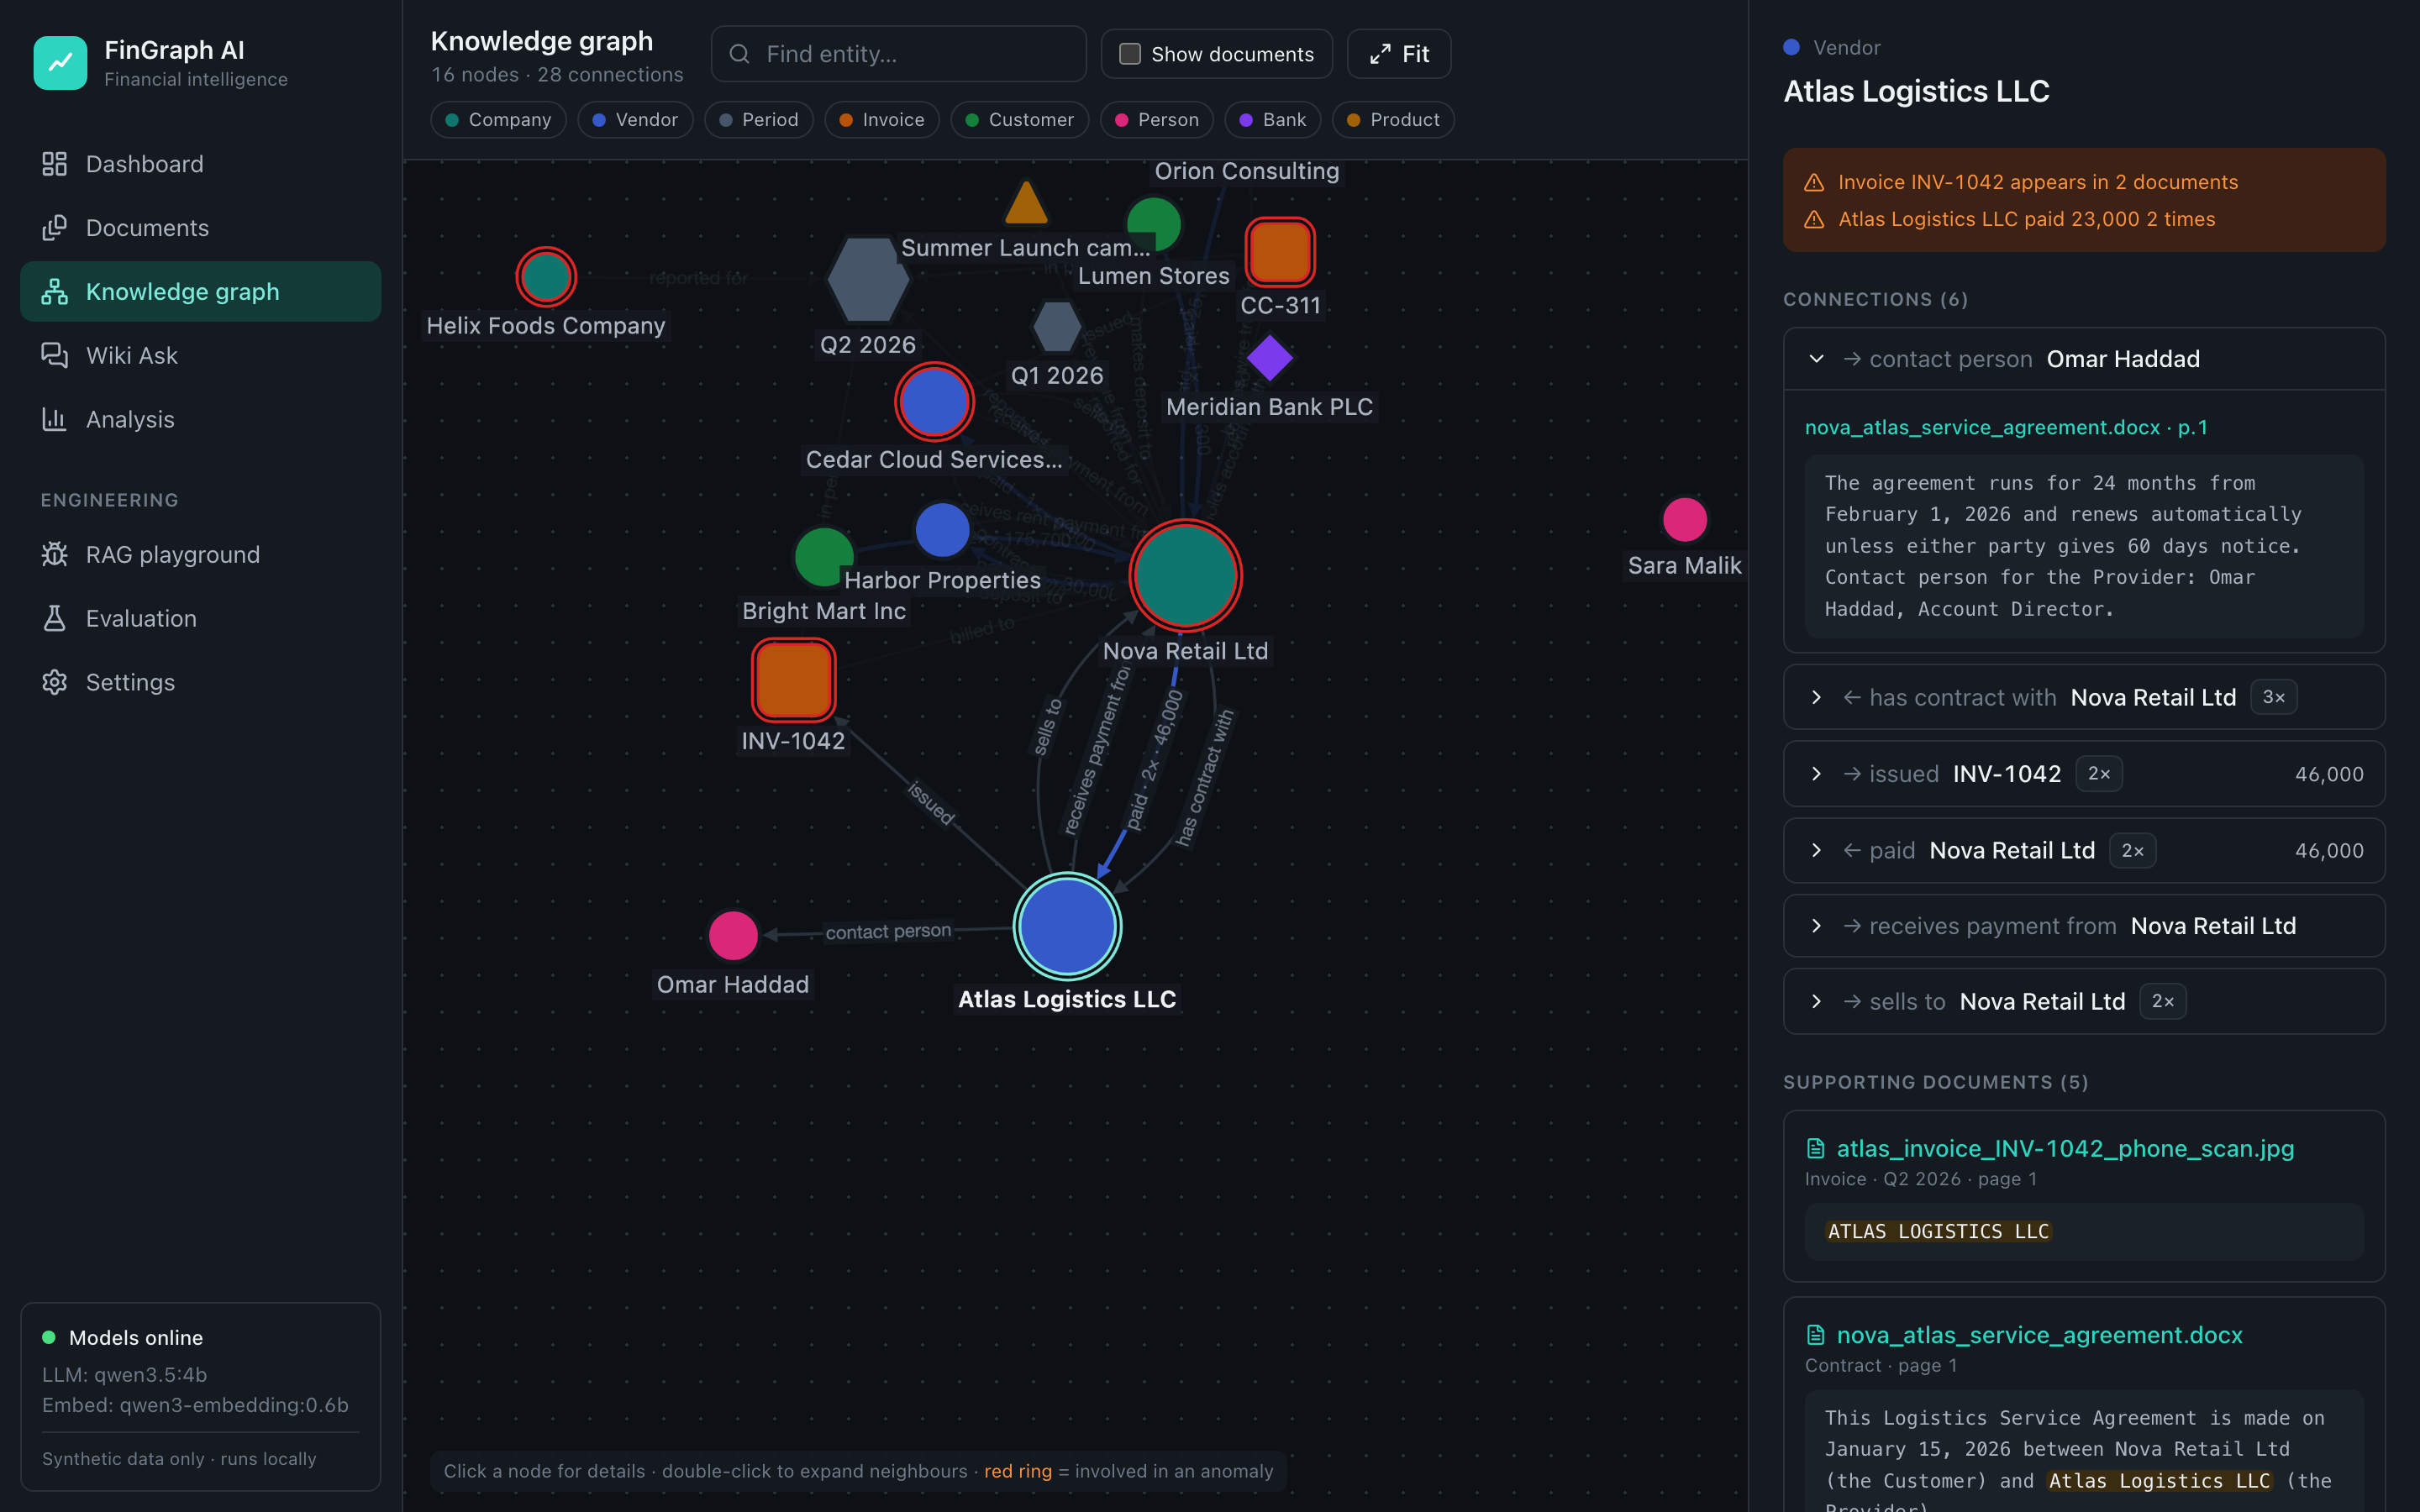 FinGraph AI
Financial intelligence
Dashboard
Documents
Knowledge graph
Wiki Ask
Analysis
ENGINEERING
RAG playground
Evaluation
Settings
Models online
LLM: qwen3.5:4b
Embed: qwen3-embedding:0.6b
Synthetic data only · runs locally
Knowledge graph
16 nodes · 28 connections
Find entity...
Show documents
Fit
Company
Vendor
Period
Invoice
Customer
Person
Bank
Product
Orion Consulting
Summer Launch cam...
Lumen Stores
CC-311
Helix Foods Company
reported for
Q2 2026
Q1 2026
Meridian Bank PLC
Cedar Cloud Services...
Harbor Properties
Bright Mart Inc
Sara Malik
billed to
Nova Retail Ltd
INV-1042
sells to
receives payment from
paid · 2× · 46,000
has contract with
issued
contact person
Omar Haddad
Atlas Logistics LLC
Click a node for details · double-click to expand neighbours · red ring = involved in an anomaly
Vendor
Atlas Logistics LLC
Invoice INV-1042 appears in 2 documents
Atlas Logistics LLC paid 23,000 2 times
CONNECTIONS (6)
→ contact person Omar Haddad
nova_atlas_service_agreement.docx · p.1
The agreement runs for 24 months from
February 1, 2026 and renews automatically
unless either party gives 60 days notice.
Contact person for the Provider: Omar
Haddad, Account Director.
← has contract with Nova Retail Ltd 3×
→ issued INV-1042 2× 46,000
← paid Nova Retail Ltd 2× 46,000
→ receives payment from Nova Retail Ltd
→ sells to Nova Retail Ltd 2×
SUPPORTING DOCUMENTS (5)
atlas_invoice_INV-1042_phone_scan.jpg
Invoice · Q2 2026 · page 1
ATLAS LOGISTICS LLC
nova_atlas_service_agreement.docx
Contract · page 1
This Logistics Service Agreement is made on
January 15, 2026 between Nova Retail Ltd
(the Customer) and Atlas Logistics LLC (the
Provider)